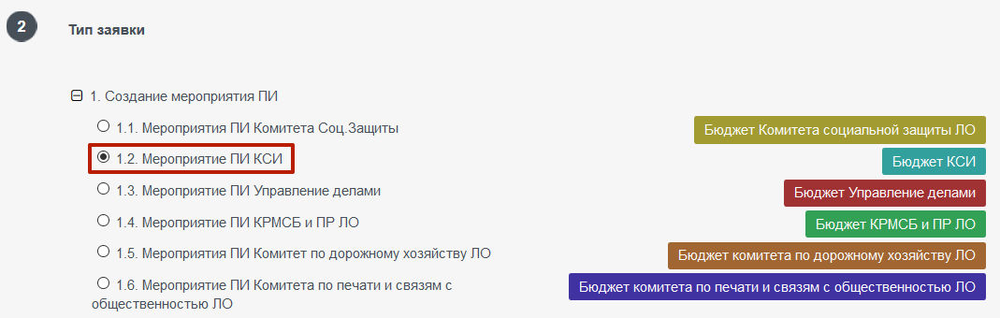 2
Тип заявки
1. Создание мероприятия ПИ
1.1. Мероприятия ПИ Комитета Соц.Защиты
Бюджет Комитета социальной защиты ЛО
1.2. Мероприятие ПИ КСИ
Бюджет КСИ
1.3. Мероприятие ПИ Управление делами
Бюджет Управление делами
1.4. Мероприятие ПИ КРМСБ и ПР ЛО
Бюджет КРМСБ и ПР ЛО
1.5. Мероприятия ПИ Комитет по дорожному хозяйству ЛО
Бюджет комитета по дорожному хозяйству ЛО
1.6. Мероприятие ПИ Комитета по печати и связям с
общественностью ЛО
Бюджет комитета по печати и связям с общественностью ЛО